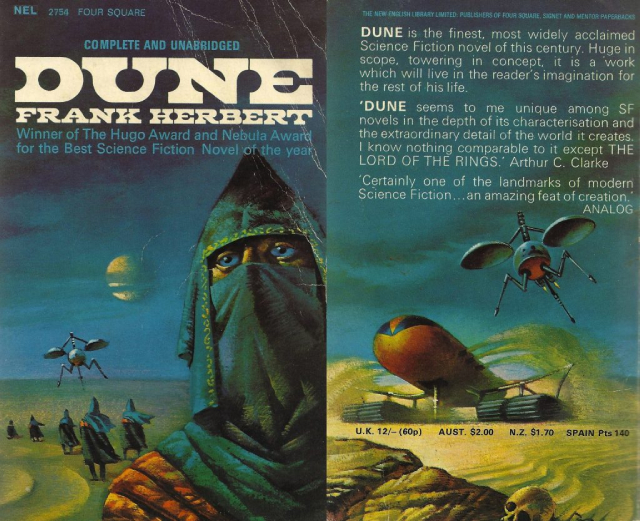 NEL 2754 FOUR SQUARE
COMPLETE AND UNABRIDGED
DUNE
FRANK HERBERT
Winner of The Hugo Award and Nebula Award
for the Best Science Fiction Novel of the year
THE NEW ENGLISH LIBRARY LIMITED: PUBLISHERS OF FOUR SQUARE, SIGNET AND MENTOR PAPERBACKS
DUNE is the finest, most widely acclaimed
Science Fiction novel of this century. Huge in
scope, towering in concept, it is a work
which will live in the reader's imagination for
the rest of his life.
'DUNE seems to me unique among SF
novels in the depth of its characterisation and
the extraordinary detail of the world it creates.
I know nothing comparable to it except THE
LORD OF THE RINGS.' Arthur C. Clarke
'Certainly one of the landmarks of modern
Science Fiction...an amazing feat of creation.'
ANALOG
U.K. 12/– (60p) AUST. $2.00 N.Z. $1.70 SPAIN Pts 140